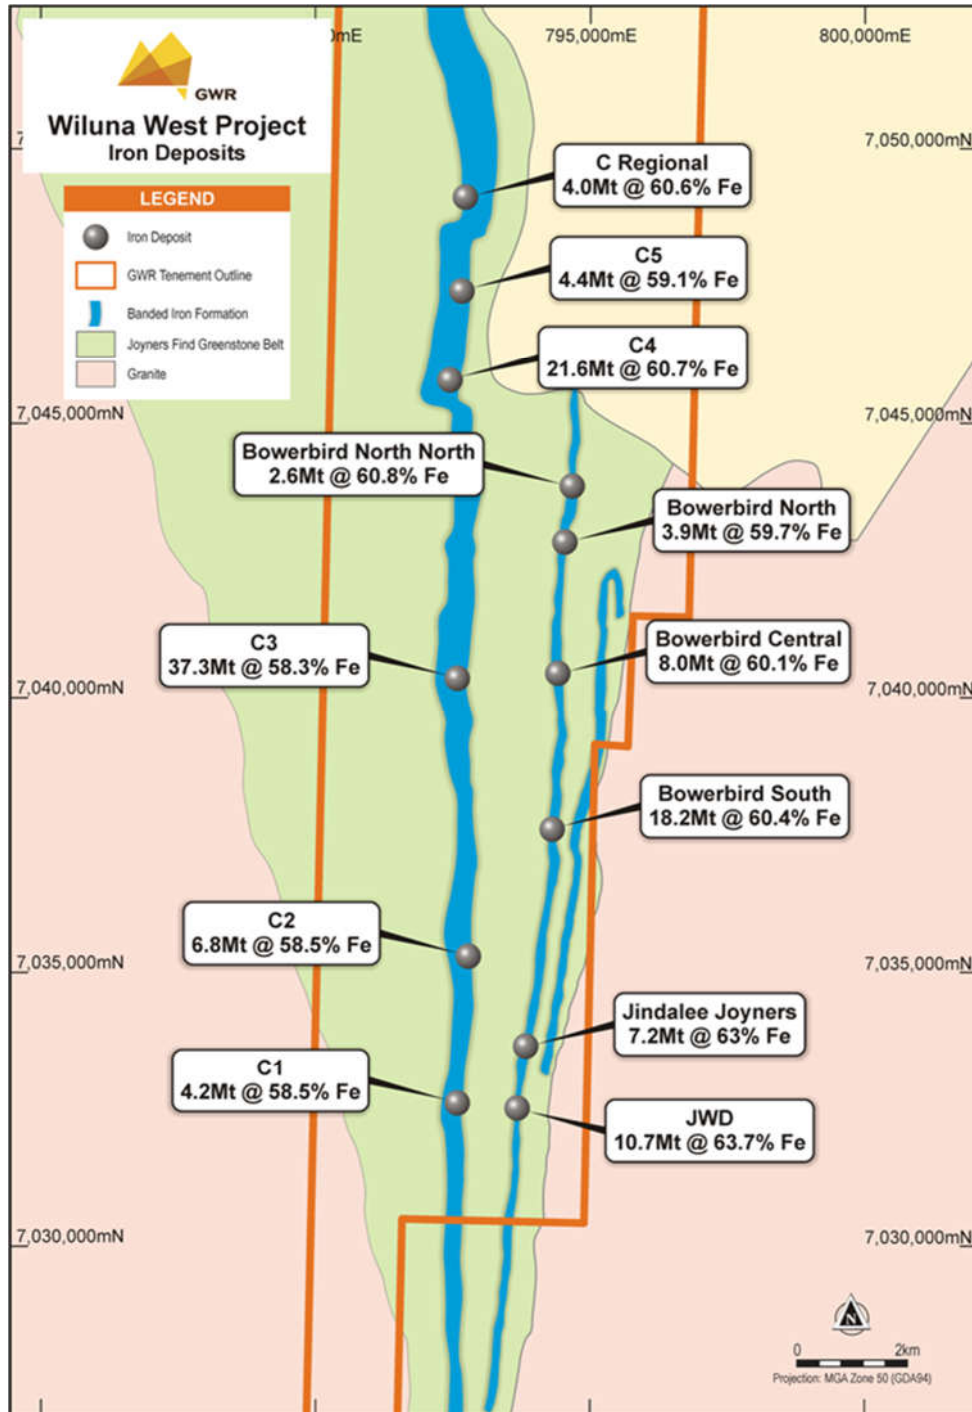 mE
795,000mE
800,000mE
GWR
Wiluna West Project
Iron Deposits
7,050,000mN
LEGEND
Iron Deposit
GWR Tenement Outline
Banded Iron Formation
Joyners Find Greenstone Belt
Granite
C Regional
4.0Mt @ 60.6% Fe
C5
4.4Mt @ 59.1% Fe
C4
21.6Mt @ 60.7% Fe
7,045,000mN
7,045,000mN
Bowerbird North North
2.6Mt @ 60.8% Fe
Bowerbird North
3.9Mt @ 59.7% Fe
C3
37.3Mt @ 58.3% Fe
Bowerbird Central
8.0Mt @ 60.1% Fe
7,040,000mN
7,040,000mN
Bowerbird South
18.2Mt @ 60.4% Fe
C2
6.8Mt @ 58.5% Fe
7,035,000mN
7,035,000mN
Jindalee Joyners
7.2Mt @ 63% Fe
C1
4.2Mt @ 58.5% Fe
JWD
10.7Mt @ 63.7% Fe
7,030,000mN
7,030,000mN
N
0 2km
Projection: MGA Zone 50 (GDA94)